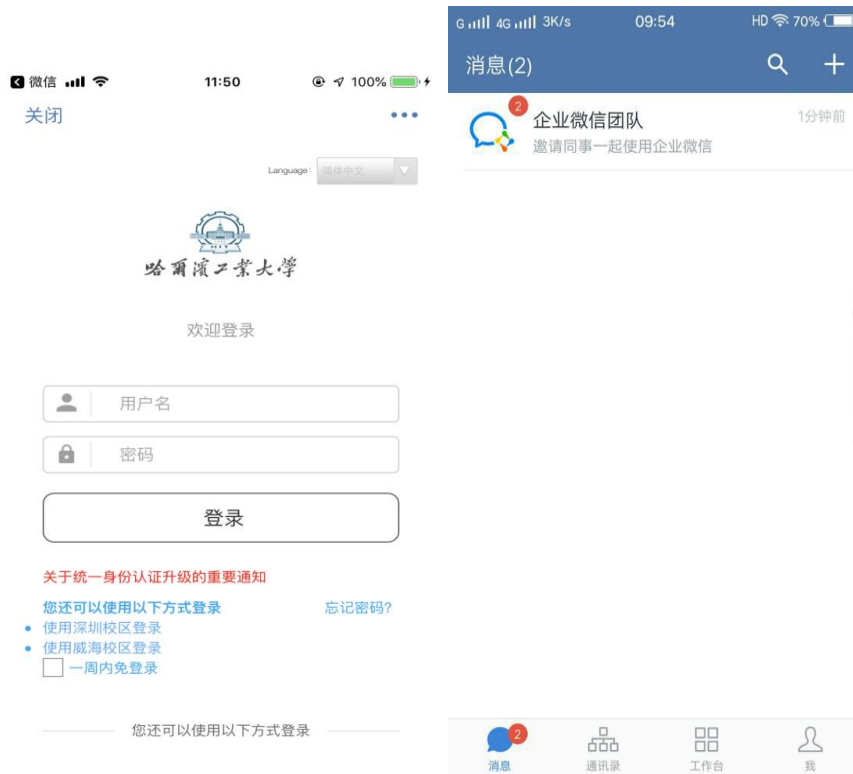 微信
11:50
100%
关闭
Language:
简体中文
哈爾濱工業大學
欢迎登录
用户名
密码
登录
关于统一身份认证升级的重要通知
您还可以使用以下方式登录
忘记密码?
使用深圳校区登录
使用威海校区登录
一周内免登录
您还可以使用以下方式登录
G 4G 3K/s
09:54
HD 70%
消息(2)
2
企业微信团队
1分钟前
邀请同事一起使用企业微信
2
消息
通讯录
工作台
我